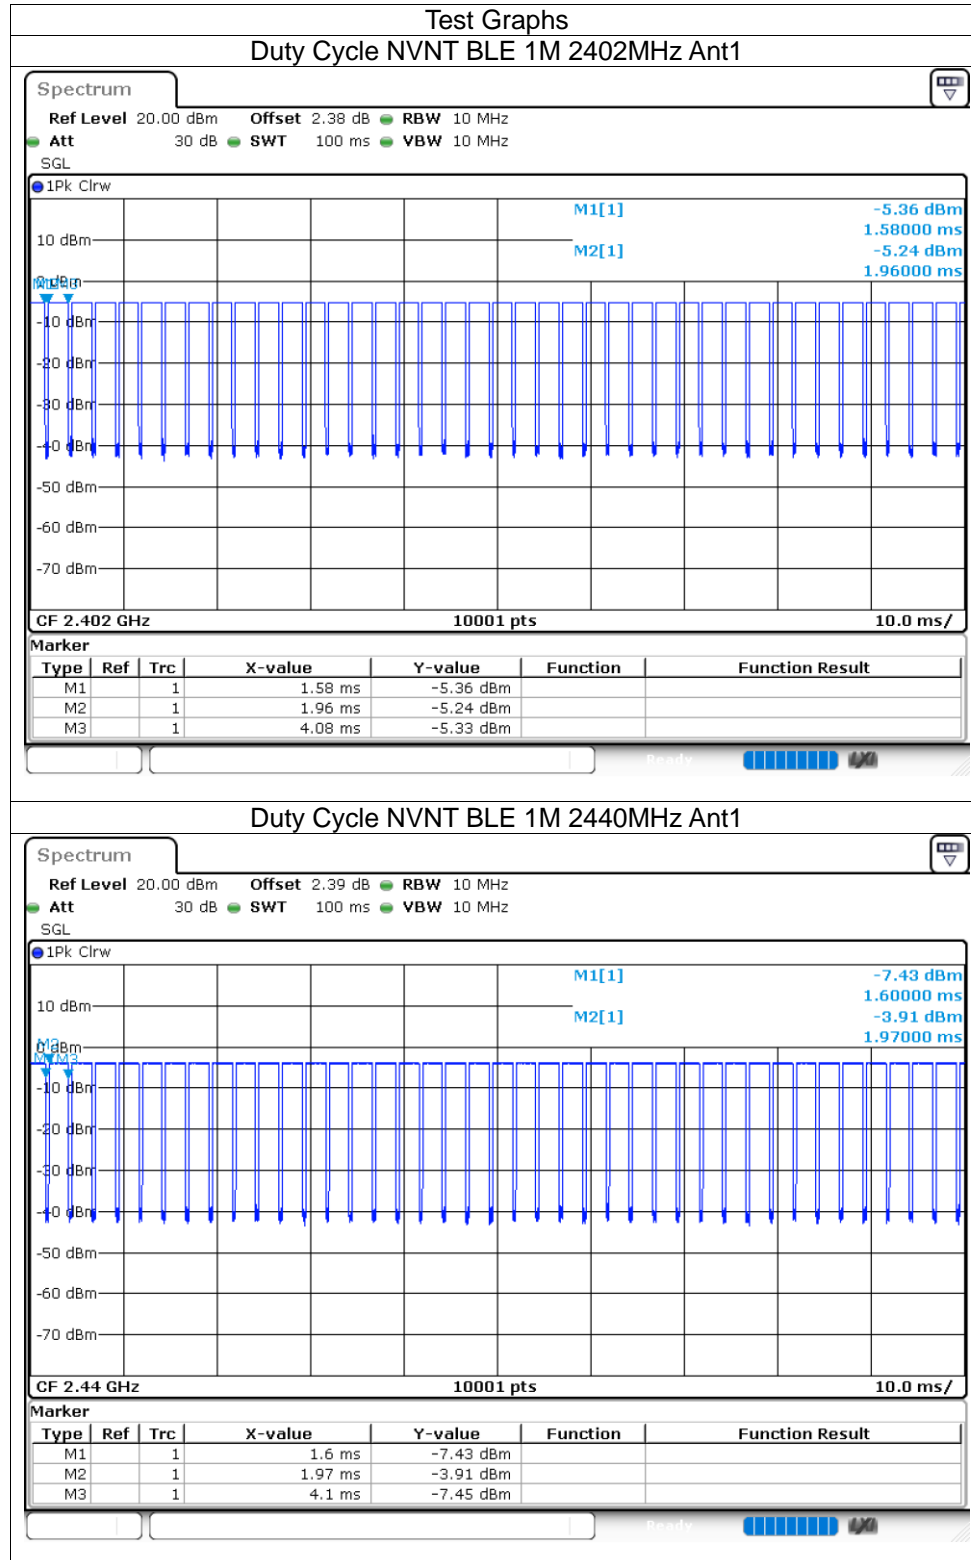 Test Graphs
Duty Cycle NVNT BLE 1M 2402MHz Ant1
Spectrum
Ref Level 20.00 dBm Offset 2.38 dB RBW 10 MHz
Att 30 dB SWT 100 ms VBW 10 MHz
SGL
1Pk Clrw
M1[1] -5.36 dBm
1.58000 ms
10 dBm
M2[1] -5.24 dBm
1.96000 ms
-10 dBm
-20 dBm
-30 dBm
-40 dBm
-50 dBm
-60 dBm
-70 dBm
CF 2.402 GHz 10001 pts 10.0 ms/
Marker
Type Ref Trc X-value Y-value Function Function Result
M1 1 1.58 ms -5.36 dBm
M2 1 1.96 ms -5.24 dBm
M3 1 4.08 ms -5.33 dBm
Ready
Duty Cycle NVNT BLE 1M 2440MHz Ant1
Spectrum
Ref Level 20.00 dBm Offset 2.39 dB RBW 10 MHz
Att 30 dB SWT 100 ms VBW 10 MHz
SGL
1Pk Clrw
M1[1] -7.43 dBm
1.60000 ms
10 dBm
M2[1] -3.91 dBm
1.97000 ms
M2
0 dBm
M3
-10 dBm
-20 dBm
-30 dBm
-40 dBm
-50 dBm
-60 dBm
-70 dBm
CF 2.44 GHz 10001 pts 10.0 ms/
Marker
Type Ref Trc X-value Y-value Function Function Result
M1 1 1.6 ms -7.43 dBm
M2 1 1.97 ms -3.91 dBm
M3 1 4.1 ms -7.45 dBm
Ready